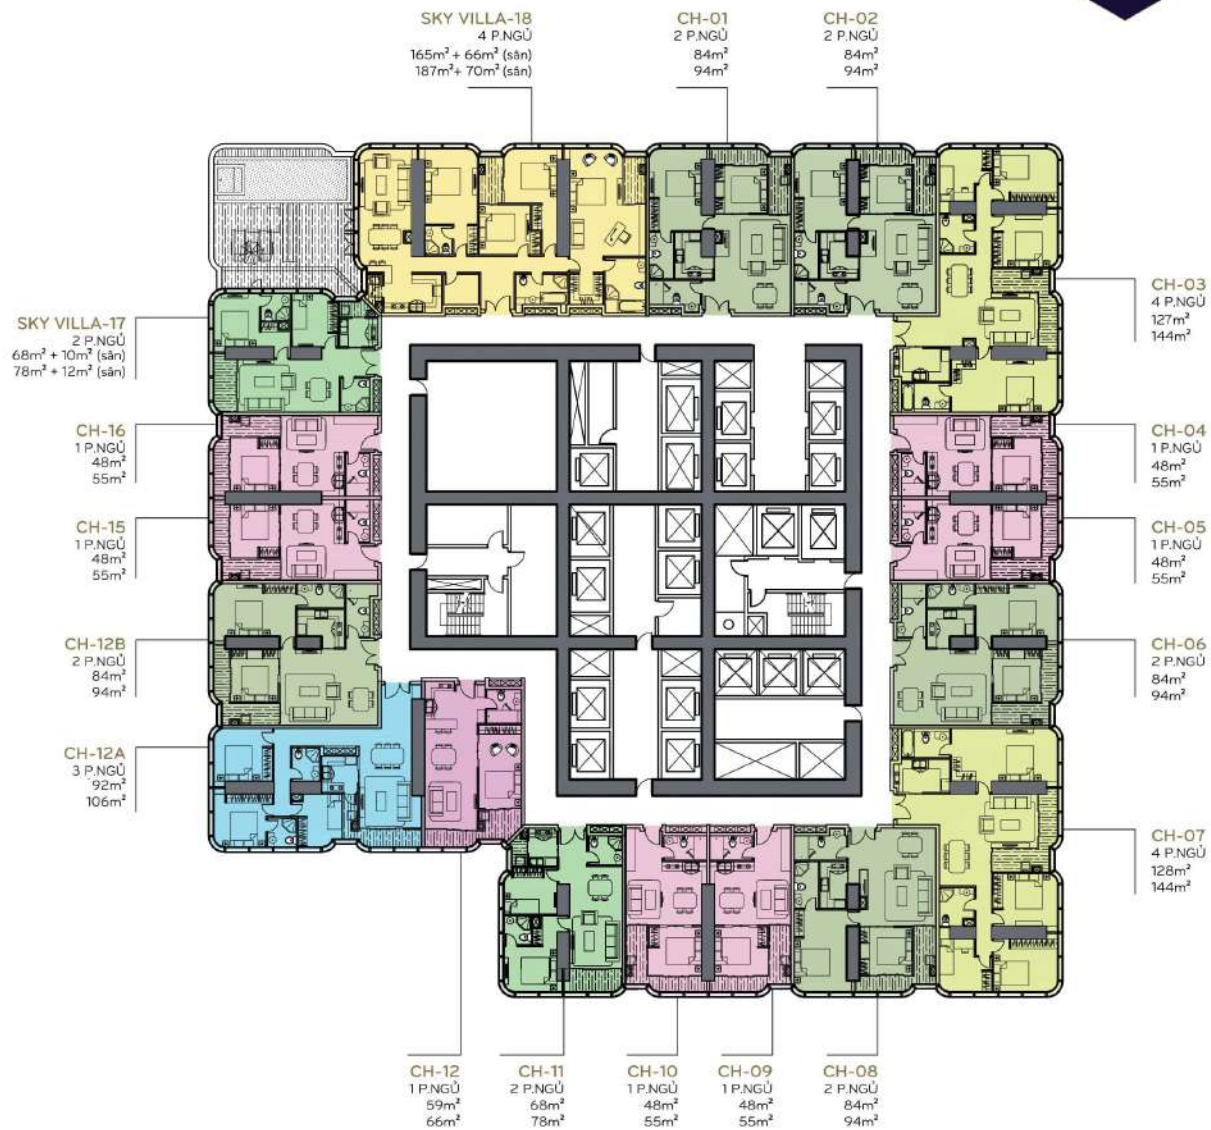 SKY VILLA-18
4 P.NGỦ
165m² + 66m² (sân)
187m²+ 70m² (sân)
CH-01
2 P.NGỦ
84m²
94m²
CH-02
2 P.NGỦ
84m²
94m²
CH-03
4 P.NGỦ
127m²
144m²
SKY VILLA-17
2 P.NGỦ
68m² + 10m² (sân)
78m² + 12m² (sân)
CH-16
1 P.NGỦ
48m²
55m²
CH-04
1 P.NGỦ
48m²
55m²
CH-15
1 P.NGỦ
48m²
55m²
CH-05
1 P.NGỦ
48m²
55m²
CH-12B
2 P.NGỦ
84m²
94m²
CH-06
2 P.NGỦ
84m²
94m²
CH-12A
3 P.NGỦ
92m²
106m²
CH-07
4 P.NGỦ
128m²
144m²
CH-12
1 P.NGỦ
59m²
66m²
CH-11
2 P.NGỦ
68m²
78m²
CH-10
1 P.NGỦ
48m²
55m²
CH-09
1 P.NGỦ
48m²
55m²
CH-08
2 P.NGỦ
84m²
94m²